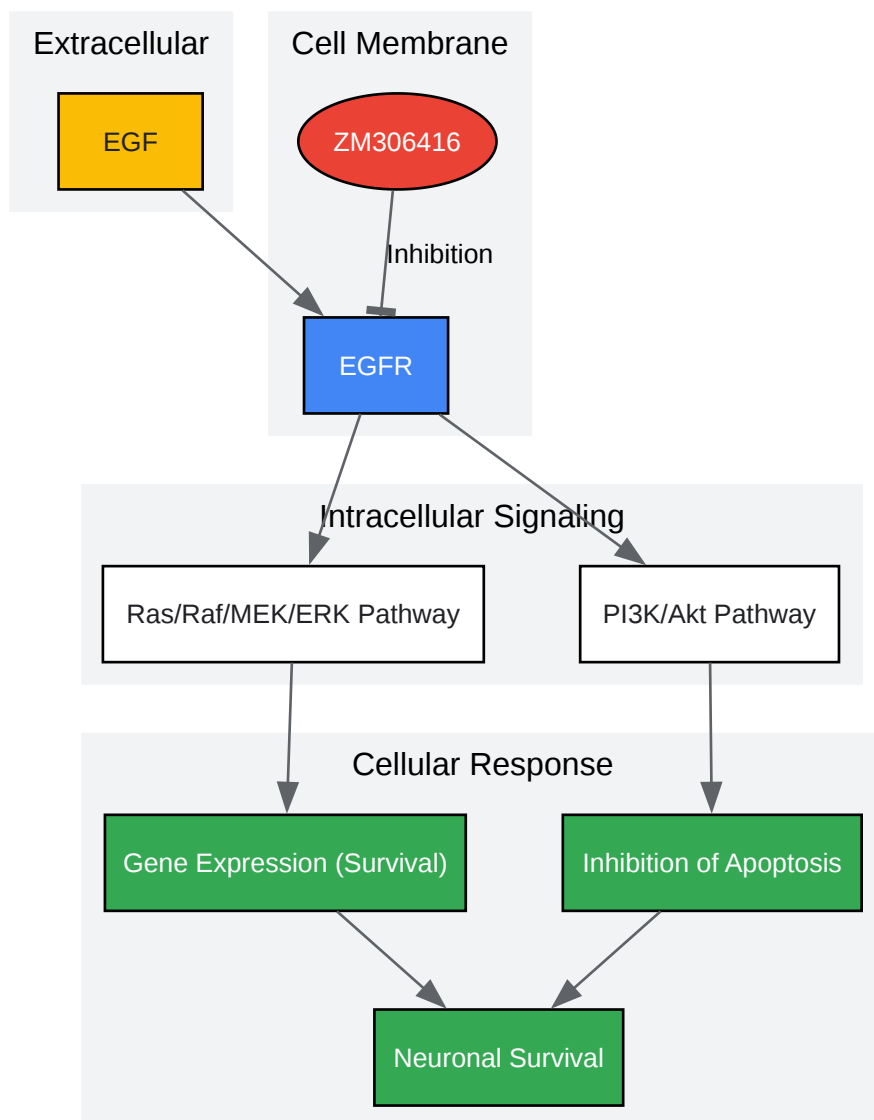 Extracellular
Cell Membrane
EGF
ZM306416
Inhibition
EGFR
Intracellular Signaling
Ras/Raf/MEK/ERK Pathway
PI3K/Akt Pathway
Cellular Response
Gene Expression (Survival)
Inhibition of Apoptosis
Neuronal Survival